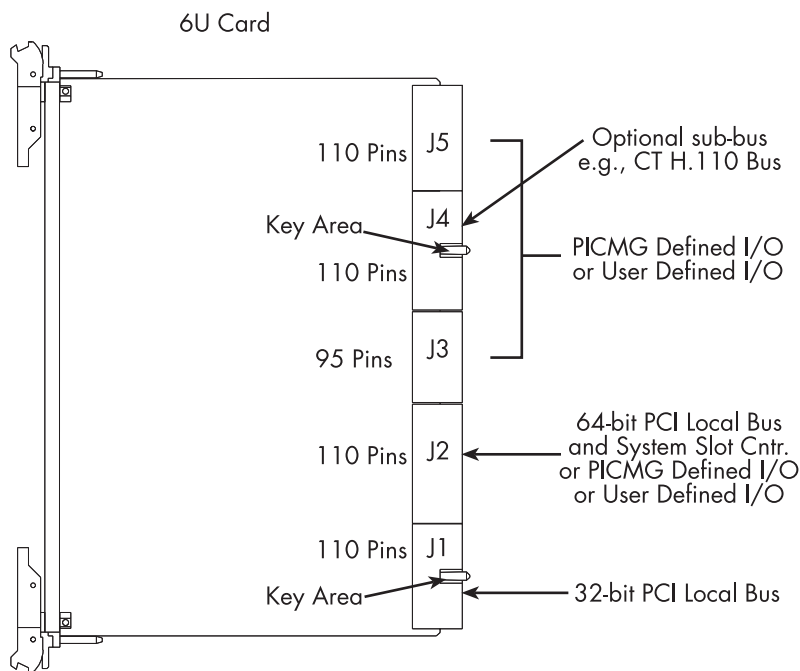 6U Card
110 Pins
J5
Optional sub-bus
e.g., CT H.110 Bus
J4
Key Area
110 Pins
PICMG Defined I/O
or User Defined I/O
95 Pins
J3
110 Pins
J2
64-bit PCI Local Bus
and System Slot Cntr.
or PICMG Defined I/O
or User Defined I/O
110 Pins
J1
Key Area
32-bit PCI Local Bus